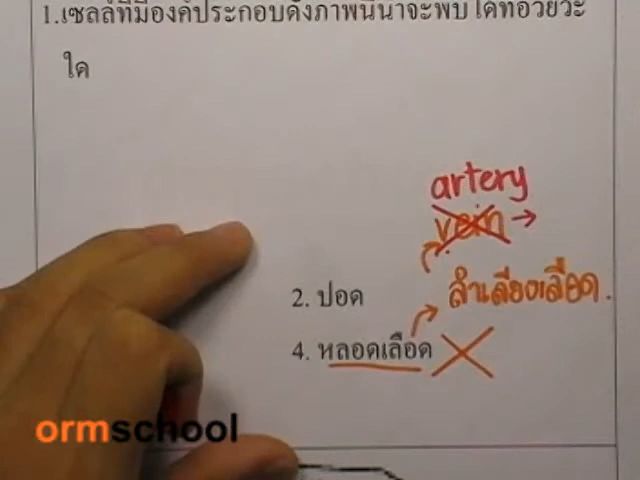 1.เซลล์ที่มีองค์ประกอบดังภาพนี้น่าจะพบได้ที่อวัยวะ
ใด
artery
vein →
2. ปอด
ลำเลียงเลือด.
4. หลอดเลือด
ormschool